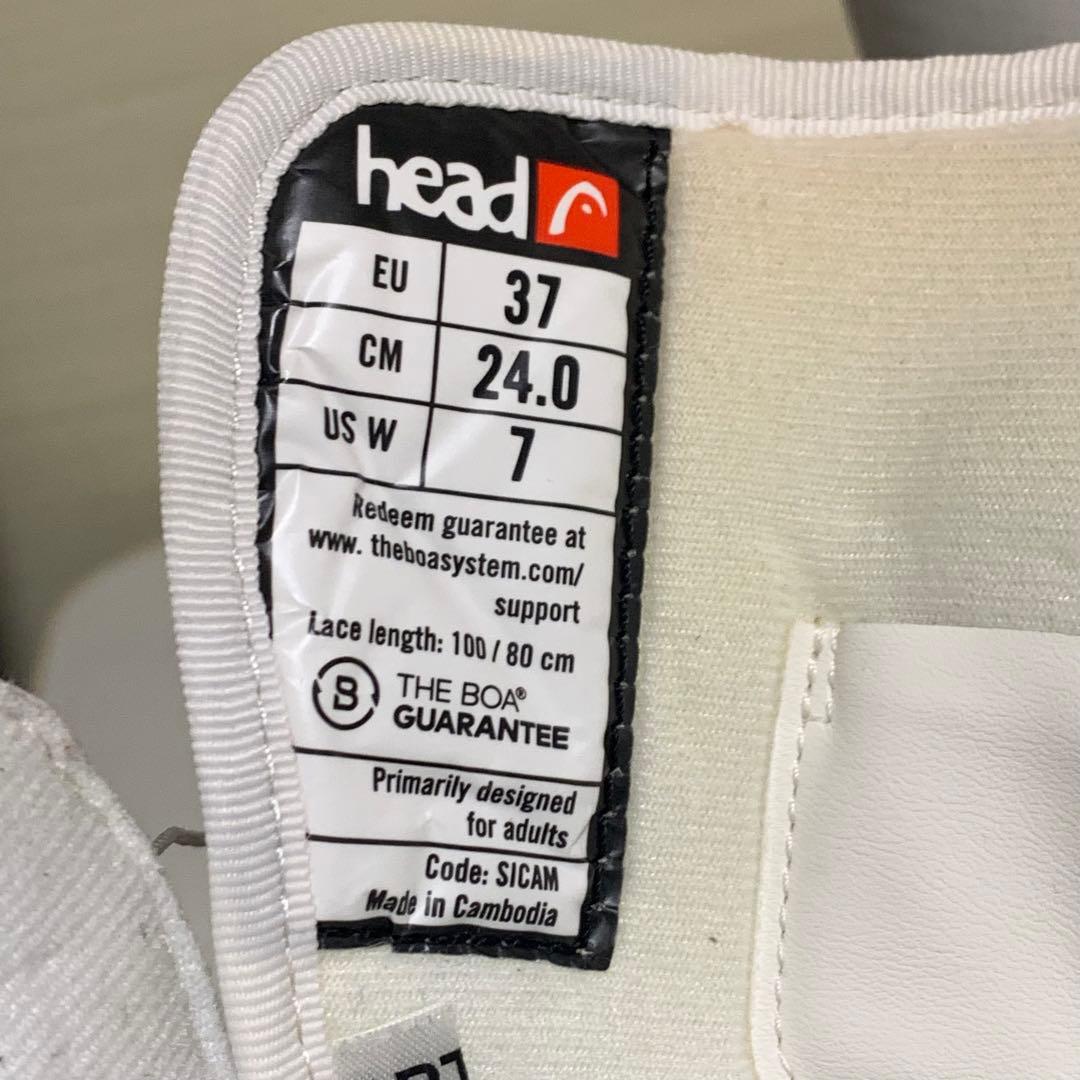 head
EU 37
CM 24.0
US W 7
Redeem guarantee at
www. theboasystem.com/
support
Lace length: 100 / 80 cm
B THE BOA®
GUARANTEE
Primarily designed
for adults
Code: SICAM
Made in Cambodia